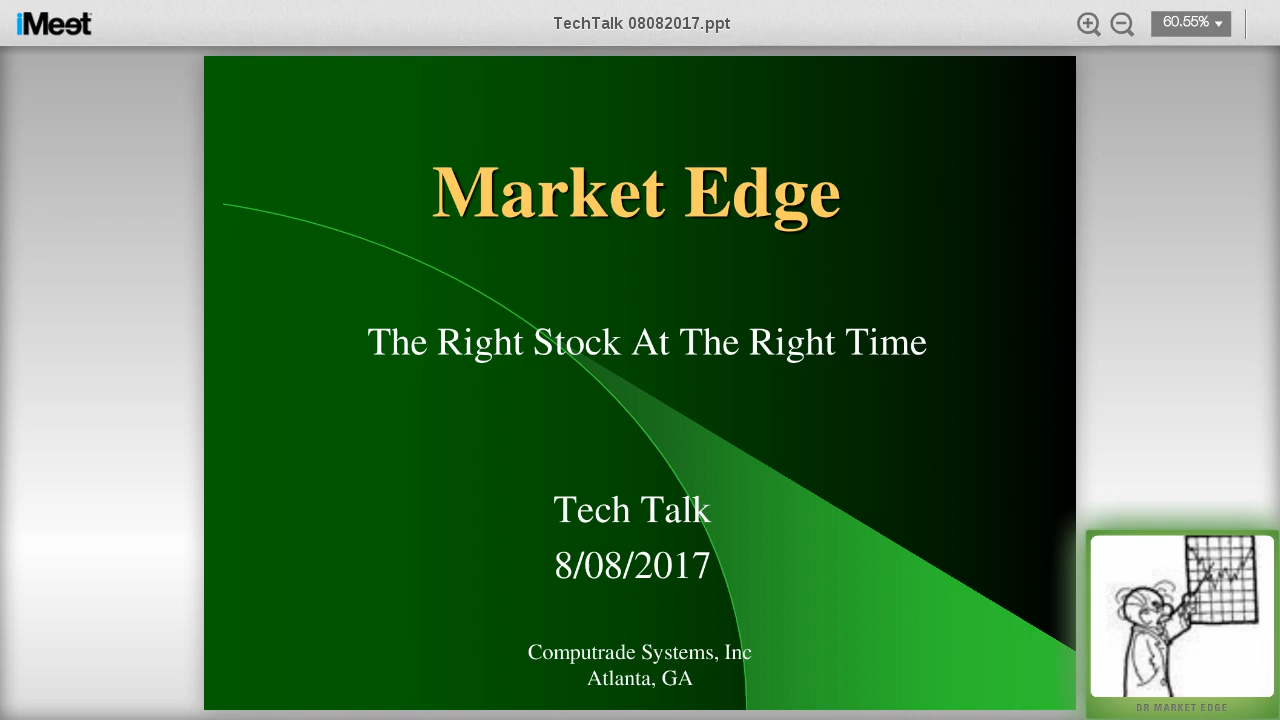 iMeet
TechTalk 08082017.ppt
60.55%
Market Edge
The Right Stock At The Right Time
Tech Talk
8/08/2017
Computrade Systems, Inc
Atlanta, GA
DR MARKET EDGE